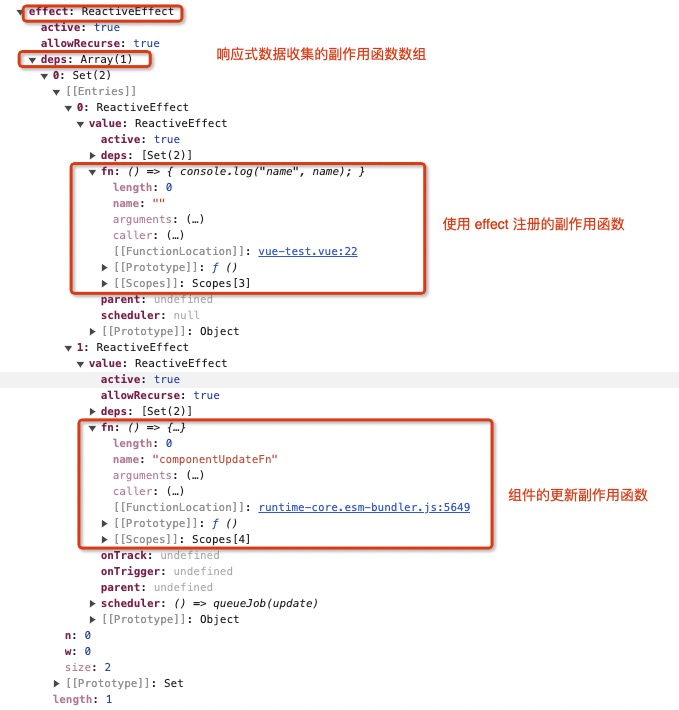 effect: ReactiveEffect
active: true
allowRecurse: true
响应式数据收集的副作用函数数组
deps: Array(1)
0: Set(2)
[[Entries]]
0: ReactiveEffect
value: ReactiveEffect
active: true
deps: [Set(2)]
fn: () => { console.log("name", name); }
length: 0
name: ""
arguments: (…)
使用 effect 注册的副作用函数
caller: (…)
[[FunctionLocation]]: vue-test.vue:22
[[Prototype]]: ƒ ()
[[Scopes]]: Scopes[3]
parent: undefined
scheduler: null
[[Prototype]]: Object
1: ReactiveEffect
value: ReactiveEffect
active: true
allowRecurse: true
deps: [Set(2)]
fn: () => {…}
length: 0
name: "componentUpdateFn"
arguments: (…)
caller: (…)
组件的更新副作用函数
[[FunctionLocation]]: runtime-core.esm-bundler.js:5649
[[Prototype]]: ƒ ()
[[Scopes]]: Scopes[4]
onTrack: undefined
onTrigger: undefined
parent: undefined
scheduler: () => queueJob(update)
[[Prototype]]: Object
n: 0
w: 0
size: 2
[[Prototype]]: Set
length: 1